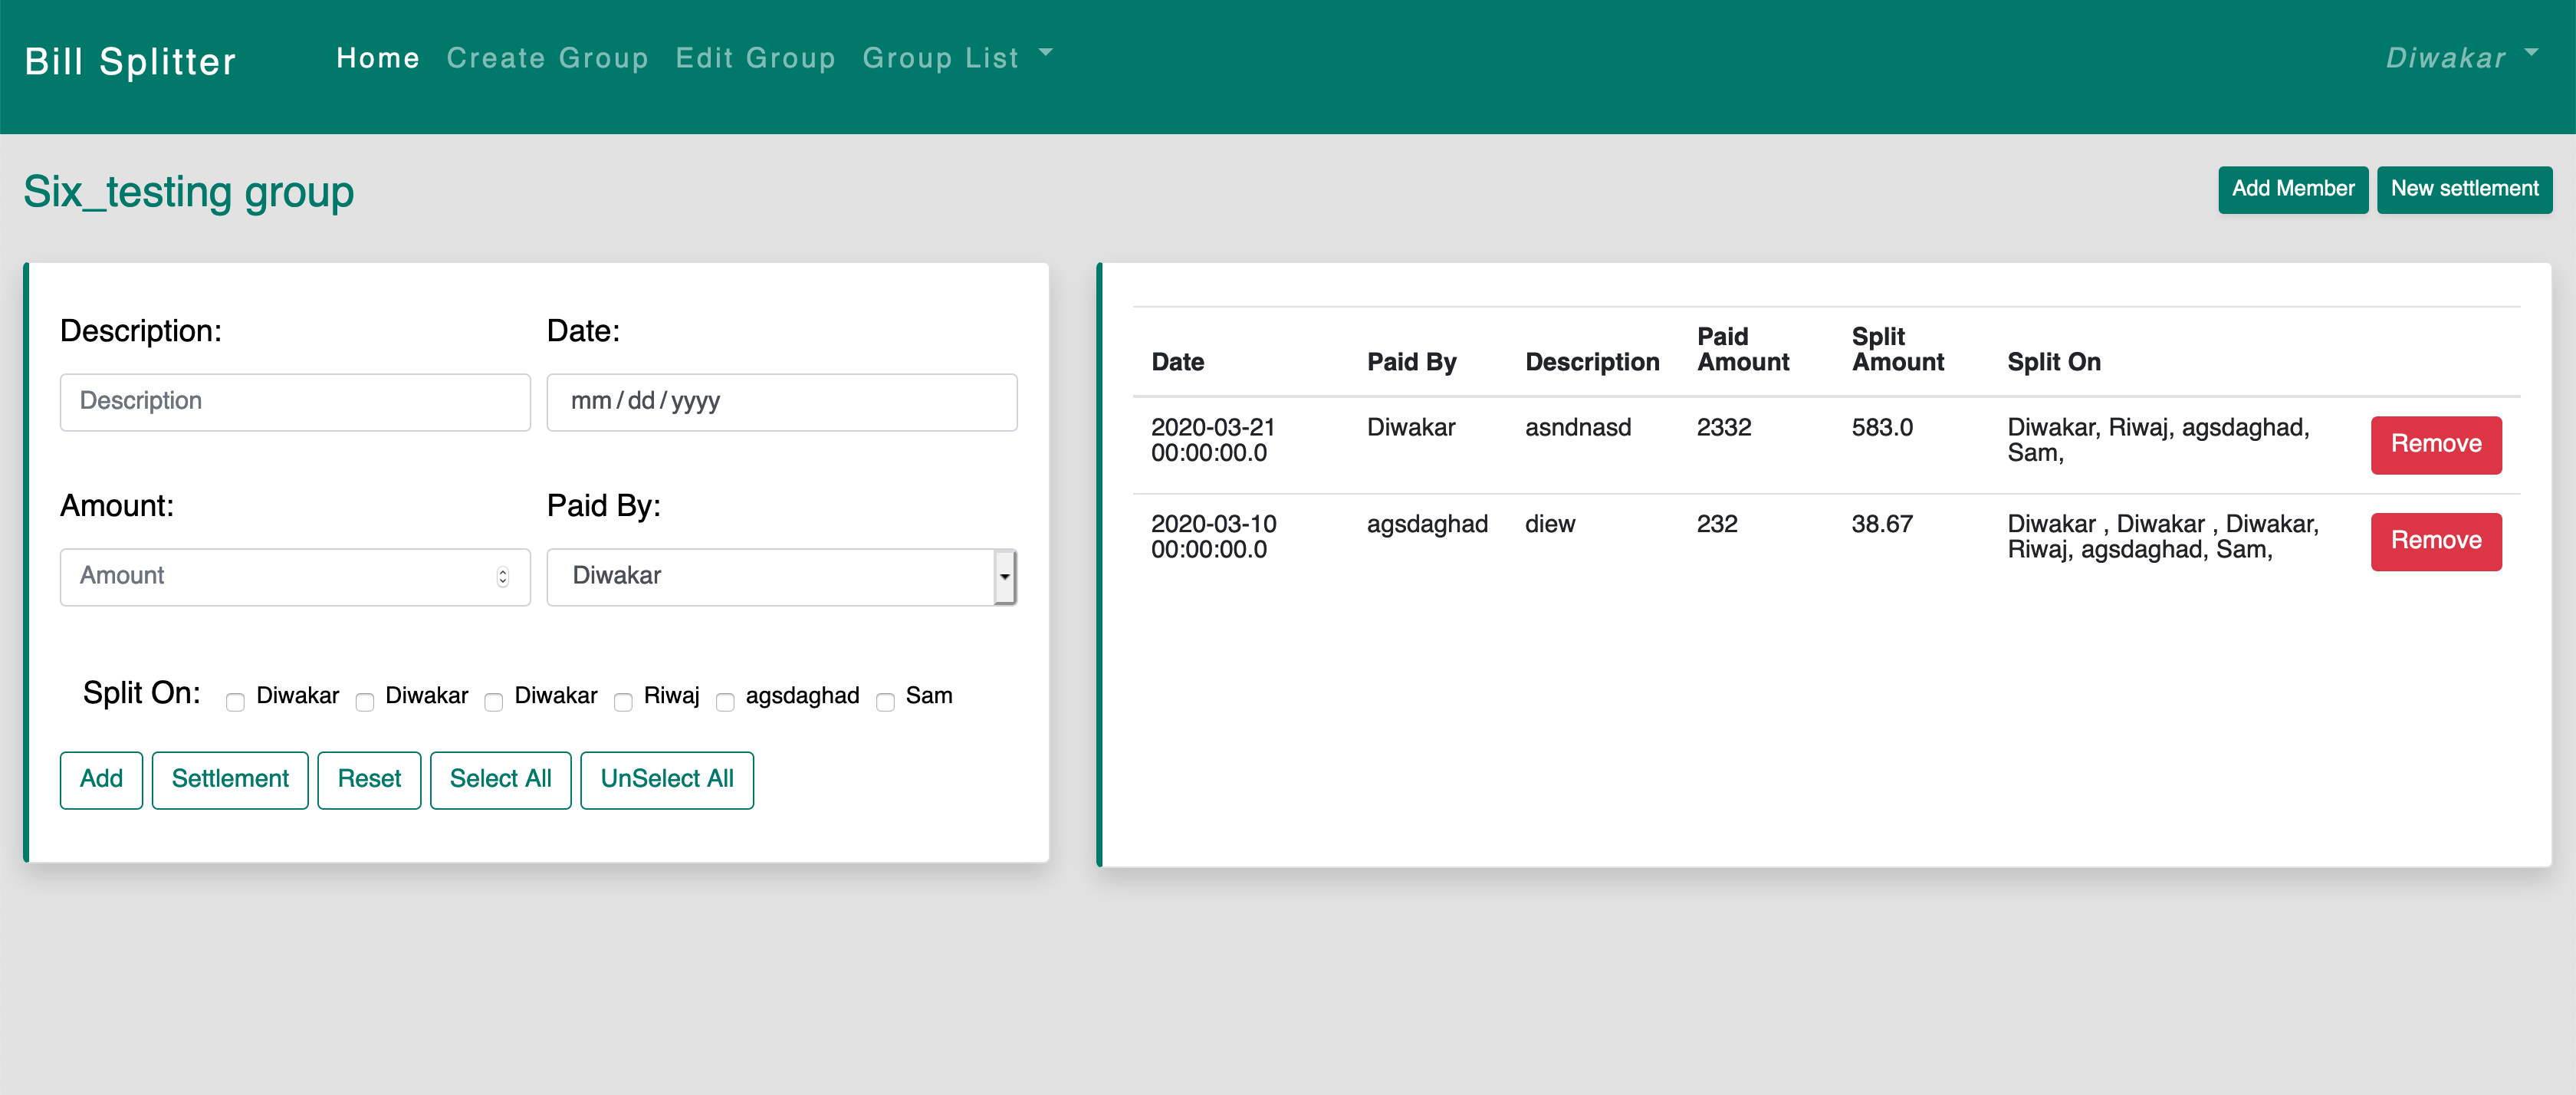 Bill Splitter Home Create Group Edit Group Group List Diwakar
Six_testing group
Add Member New settlement
Description: Date:
Description mm / dd / yyyy
Amount: Paid By:
Amount Diwakar
Split On: Diwakar Diwakar Diwakar Riwaj agsdaghad Sam
Add Settlement Reset Select All UnSelect All
Date Paid By Description Paid Amount Split Amount Split On
2020-03-21 Diwakar asndnasd 2332 583.0 Diwakar, Riwaj, agsdaghad, Remove
00:00:00.0 Sam,
2020-03-10 agsdaghad diew 232 38.67 Diwakar , Diwakar , Diwakar, Remove
00:00:00.0 Riwaj, agsdaghad, Sam,